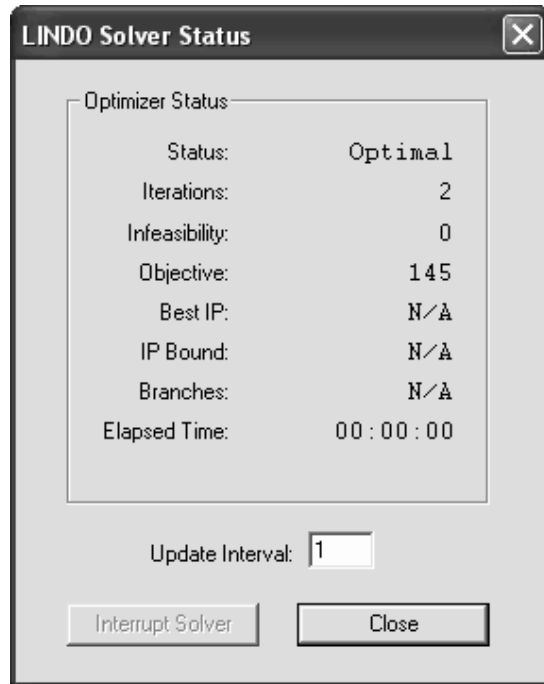 LINDO Solver Status
Optimizer Status
Status: Optimal
Iterations: 2
Infeasibility: 0
Objective: 145
Best IP: N/A
IP Bound: N/A
Branches: N/A
Elapsed Time: 00:00:00
Update Interval: 1
Interrupt Solver Close